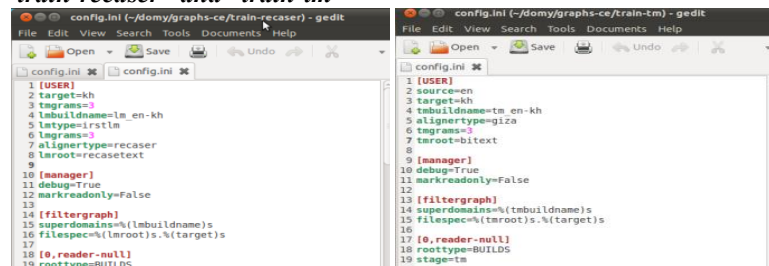 train-recaser" and "train-tm"
config.ini (~/domy/graphs-ce/train-recaser) - gedit
File Edit View Search Tools Documents Help
Open Save Undo
config.ini config.ini
1 [USER]
2 target=kh
3 tmgrams=3
4 lmbuildname=lm_en-kh
5 lmtype=irstlm
6 lmgrams=3
7 alignertype=recaser
8 lmroot=recasetext
9
10 [manager]
11 debug=True
12 markreadonly=False
13
14 [filtergraph]
15 superdomains=%(lmbuildname)s
16 filespec=%(lmroot)s.%(target)s
17
18 [0,reader-null]
19 roottype=BUILDS
config.ini (~/domy/graphs-ce/train-tm) - gedit
File Edit View Search Tools Documents Help
Open Save Undo
config.ini
1 [USER]
2 source=en
3 target=kh
4 tmbuildname=tm_en-kh
5 alignertype=giza
6 tmgrams=3
7 tmroot=bitext
8
9 [manager]
10 debug=True
11 markreadonly=False
12
13 [filtergraph]
14 superdomains=%(tmbuildname)s
15 filespec=%(tmroot)s.%(target)s
16
17 [0,reader-null]
18 roottype=BUILDS
19 stage=tm